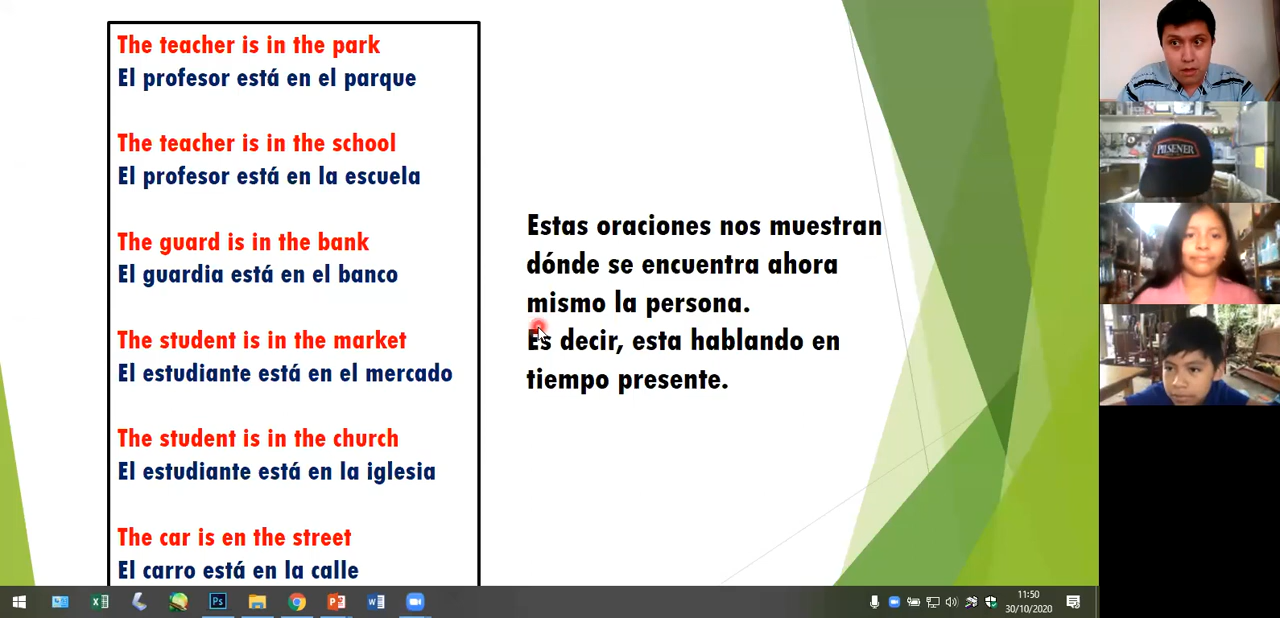 The teacher is in the park
El profesor está en el parque
The teacher is in the school
El profesor está en la escuela
The guard is in the bank
El guardia está en el banco
The student is in the market
El estudiante está en el mercado
The student is in the church
El estudiante está en la iglesia
The car is en the street
El carro está en la calle
Estas oraciones nos muestran
dónde se encuentra ahora
mismo la persona.
Es decir, esta hablando en
tiempo presente.
PILSENER
Ps
11:50
30/10/2020